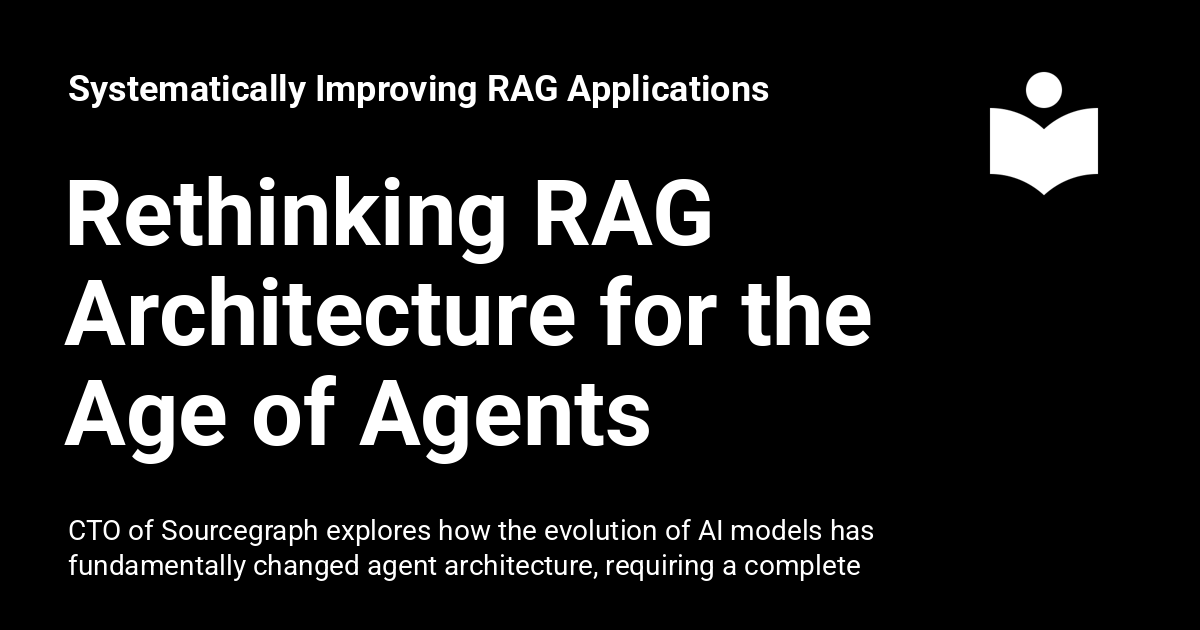 Systematically Improving RAG Applications
Rethinking RAG
Architecture for the
Age of Agents
CTO of Sourcegraph explores how the evolution of AI models has
fundamentally changed agent architecture, requiring a complete